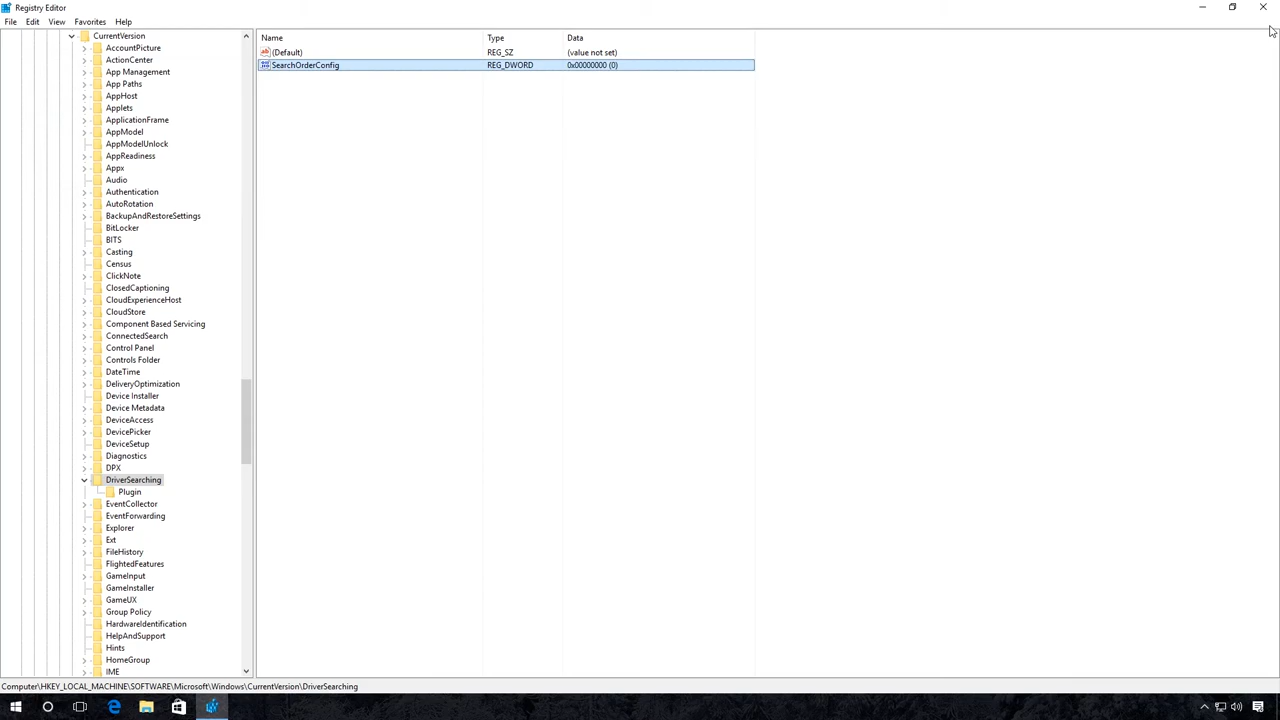 Registry Editor
File Edit View Favorites Help
Name Type Data
(Default) REG_SZ (value not set)
SearchOrderConfig REG_DWORD 0x00000000 (0)
CurrentVersion
AccountPicture
ActionCenter
App Management
App Paths
AppHost
Applets
ApplicationFrame
AppModel
AppModelUnlock
AppReadiness
Appx
Audio
Authentication
AutoRotation
BackupAndRestoreSettings
BitLocker
BITS
Casting
Census
ClickNote
ClosedCaptioning
CloudExperienceHost
CloudStore
Component Based Servicing
ConnectedSearch
Control Panel
Controls Folder
DateTime
DeliveryOptimization
Device Installer
Device Metadata
DeviceAccess
DevicePicker
DeviceSetup
Diagnostics
DPX
DriverSearching
Plugin
EventCollector
EventForwarding
Explorer
Ext
FileHistory
FlightedFeatures
GameInput
GameInstaller
GameUX
Group Policy
HardwareIdentification
HelpAndSupport
Hints
HomeGroup
IME
Computer\HKEY_LOCAL_MACHINE\SOFTWARE\Microsoft\Windows\CurrentVersion\DriverSearching